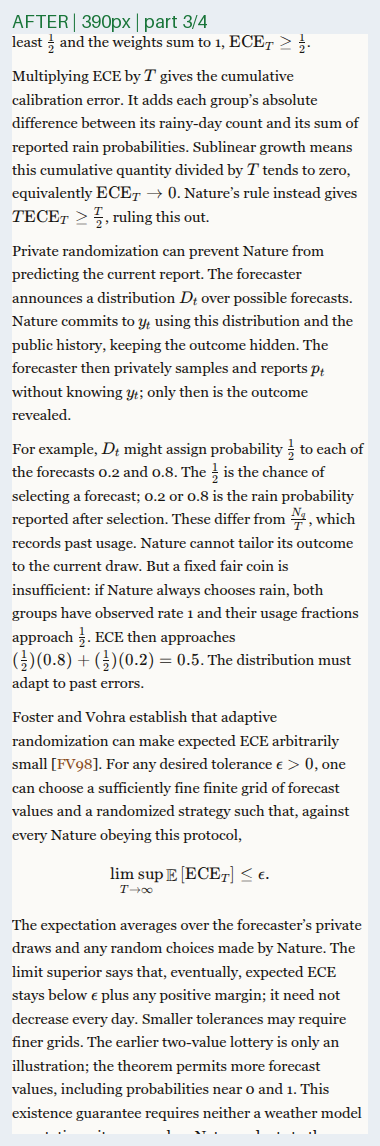 AFTER | 390px | part 3/4
least 1/2 and the weights sum to 1, ECE_T ≥ 1/2.
Multiplying ECE by T gives the cumulative
calibration error. It adds each group's absolute
difference between its rainy-day count and its sum of
reported rain probabilities. Sublinear growth means
this cumulative quantity divided by T tends to zero,
equivalently ECE_T → 0. Nature's rule instead gives
TECE_T ≥ T/2, ruling this out.
Private randomization can prevent Nature from
predicting the current report. The forecaster
announces a distribution D_t over possible forecasts.
Nature commits to y_t using this distribution and the
public history, keeping the outcome hidden. The
forecaster then privately samples and reports p_t
without knowing y_t; only then is the outcome
revealed.
For example, D_t might assign probability 1/2 to each of
the forecasts 0.2 and 0.8. The 1/2 is the chance of
selecting a forecast; 0.2 or 0.8 is the rain probability
reported after selection. These differ from N_q/T, which
records past usage. Nature cannot tailor its outcome
to the current draw. But a fixed fair coin is
insufficient: if Nature always chooses rain, both
groups have observed rate 1 and their usage fractions
approach 1/2. ECE then approaches
(1/2)(0.8) + (1/2)(0.2) = 0.5. The distribution must
adapt to past errors.
Foster and Vohra establish that adaptive
randomization can make expected ECE arbitrarily
small [FV98]. For any desired tolerance ϵ > 0, one
can choose a sufficiently fine finite grid of forecast
values and a randomized strategy such that, against
every Nature obeying this protocol,
lim sup_{T→∞} 𝔼 [ECE_T] ≤ ϵ.
The expectation averages over the forecaster's private
draws and any random choices made by Nature. The
limit superior says that, eventually, expected ECE
stays below ϵ plus any positive margin; it need not
decrease every day. Smaller tolerances may require
finer grids. The earlier two-value lottery is only an
illustration; the theorem permits more forecast
values, including probabilities near 0 and 1. This
existence guarantee requires neither a weather model